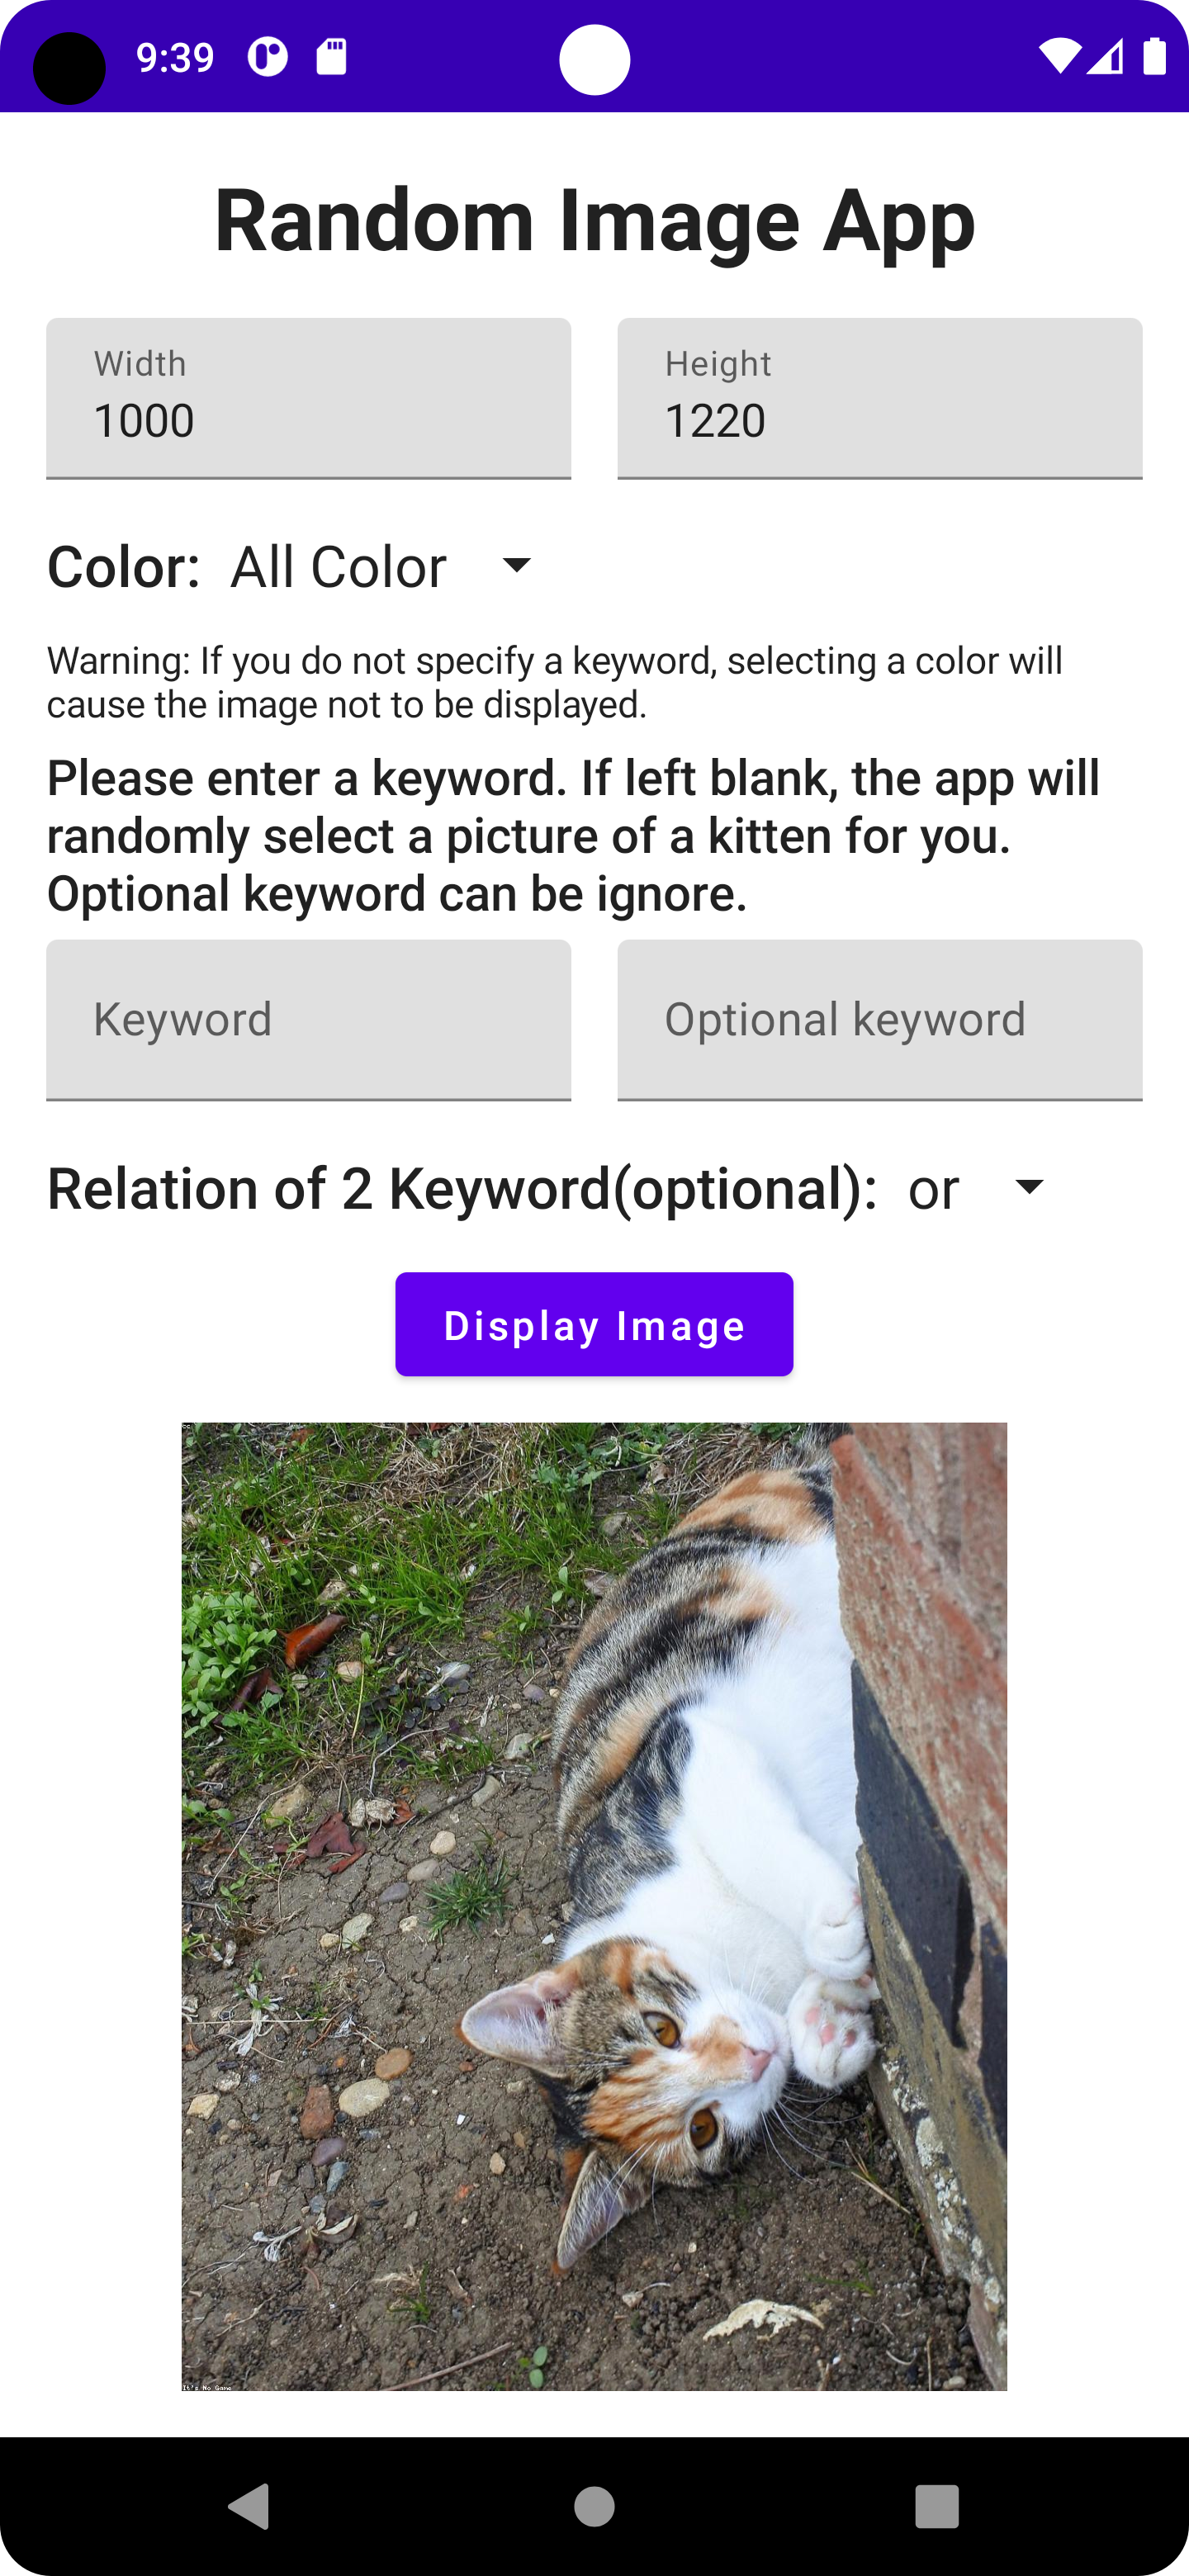 9:39
Random Image App
Width
1000
Height
1220
Color: All Color
Warning: If you do not specify a keyword, selecting a color will
cause the image not to be displayed.
Please enter a keyword. If left blank, the app will
randomly select a picture of a kitten for you.
Optional keyword can be ignore.
Keyword
Optional keyword
Relation of 2 Keyword(optional): or
Display Image
It's No Game